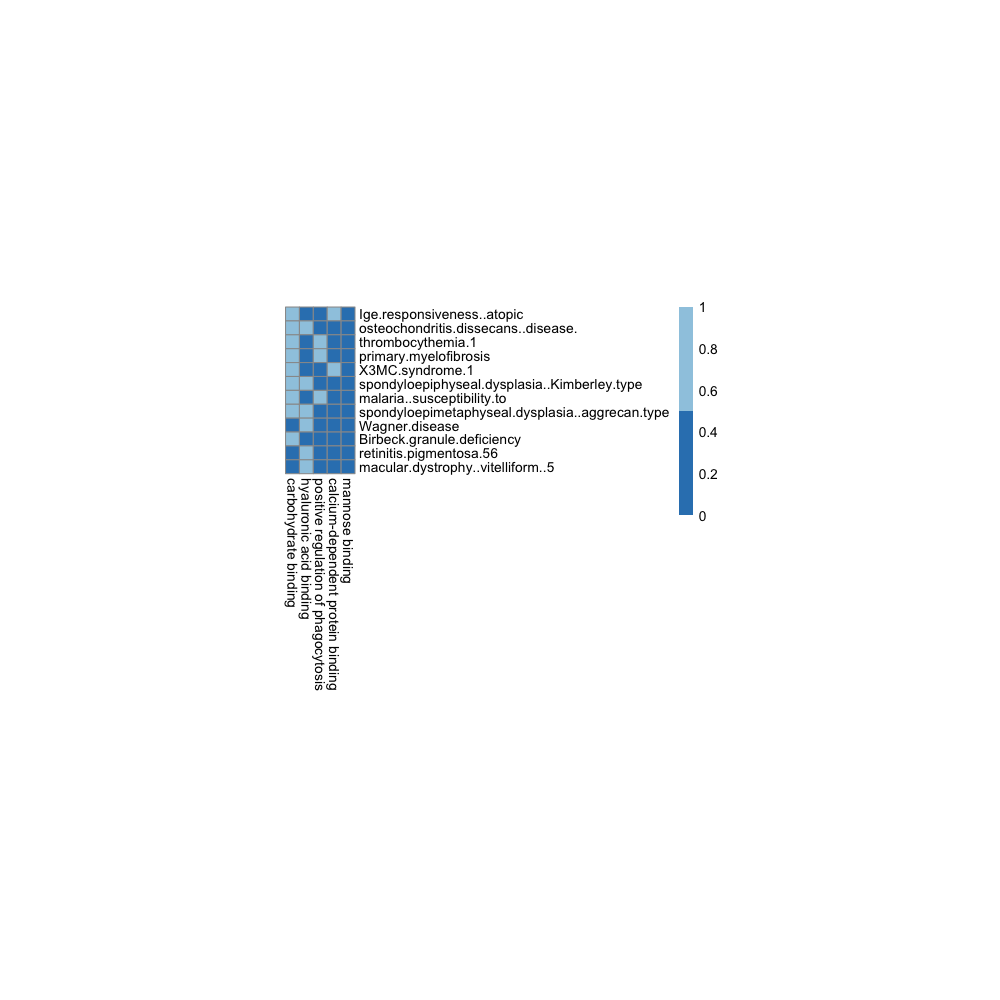 Ige.responsiveness..atopic
osteochondritis.dissecans..disease.
thrombocythemia.1
primary.myelofibrosis
X3MC.syndrome.1
spondyloepiphyseal.dysplasia..Kimberley.type
malaria..susceptibility.to
spondyloepimetaphyseal.dysplasia..aggrecan.type
Wagner.disease
Birbeck.granule.deficiency
retinitis.pigmentosa.56
macular.dystrophy..vitelliform..5
carbohydrate binding
hyaluronic acid binding
positive regulation of phagocytosis
calcium-dependent protein binding
mannose binding
1
0.8
0.6
0.4
0.2
0